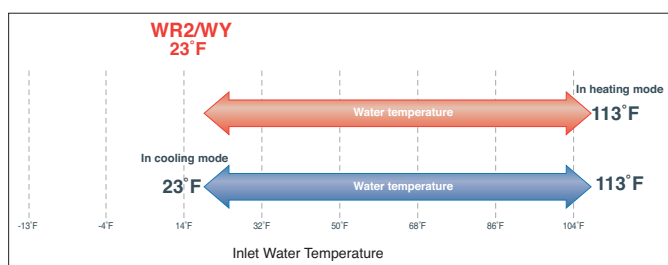 WR2/WY
23°F
In heating mode
Water temperature
113°F
In cooling mode
23°F
Water temperature
113°F
-13°F -4°F 14°F 32°F 50°F 68°F 86°F 104°F
Inlet Water Temperature